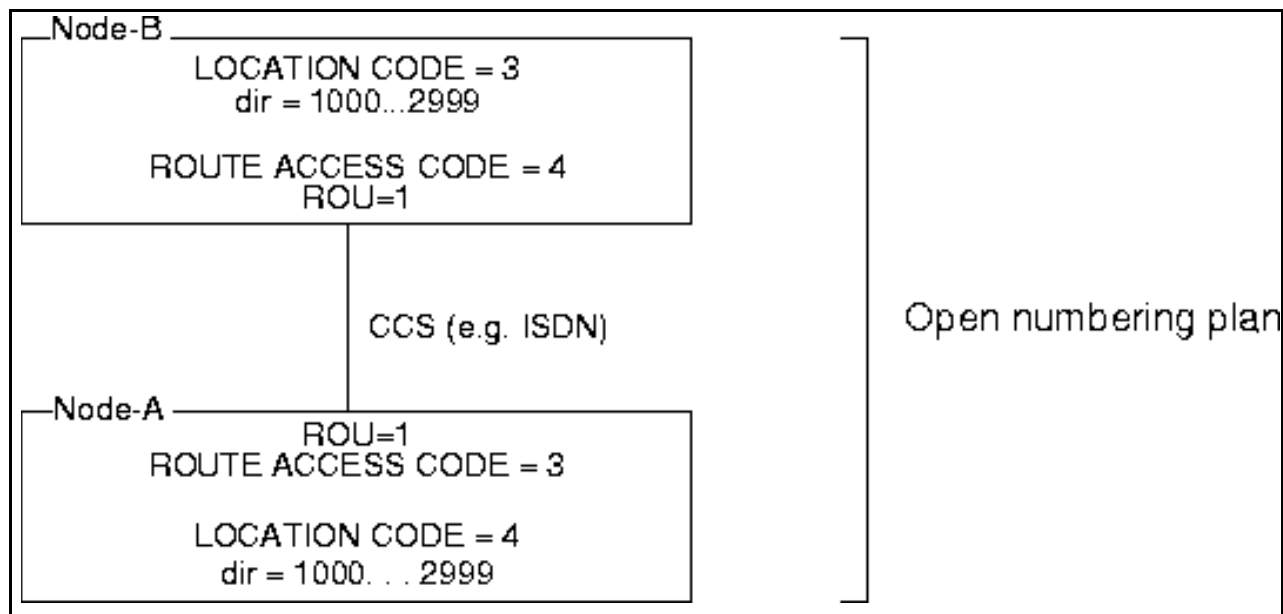 Node-B
LOCATION CODE = 3
dir = 1000...2999
ROUTE ACCESS CODE = 4
ROU=1
CCS (e.g. ISDN)
Open numbering plan
Node-A
ROU=1
ROUTE ACCESS CODE = 3
LOCATION CODE = 4
dir = 1000. . . 2999